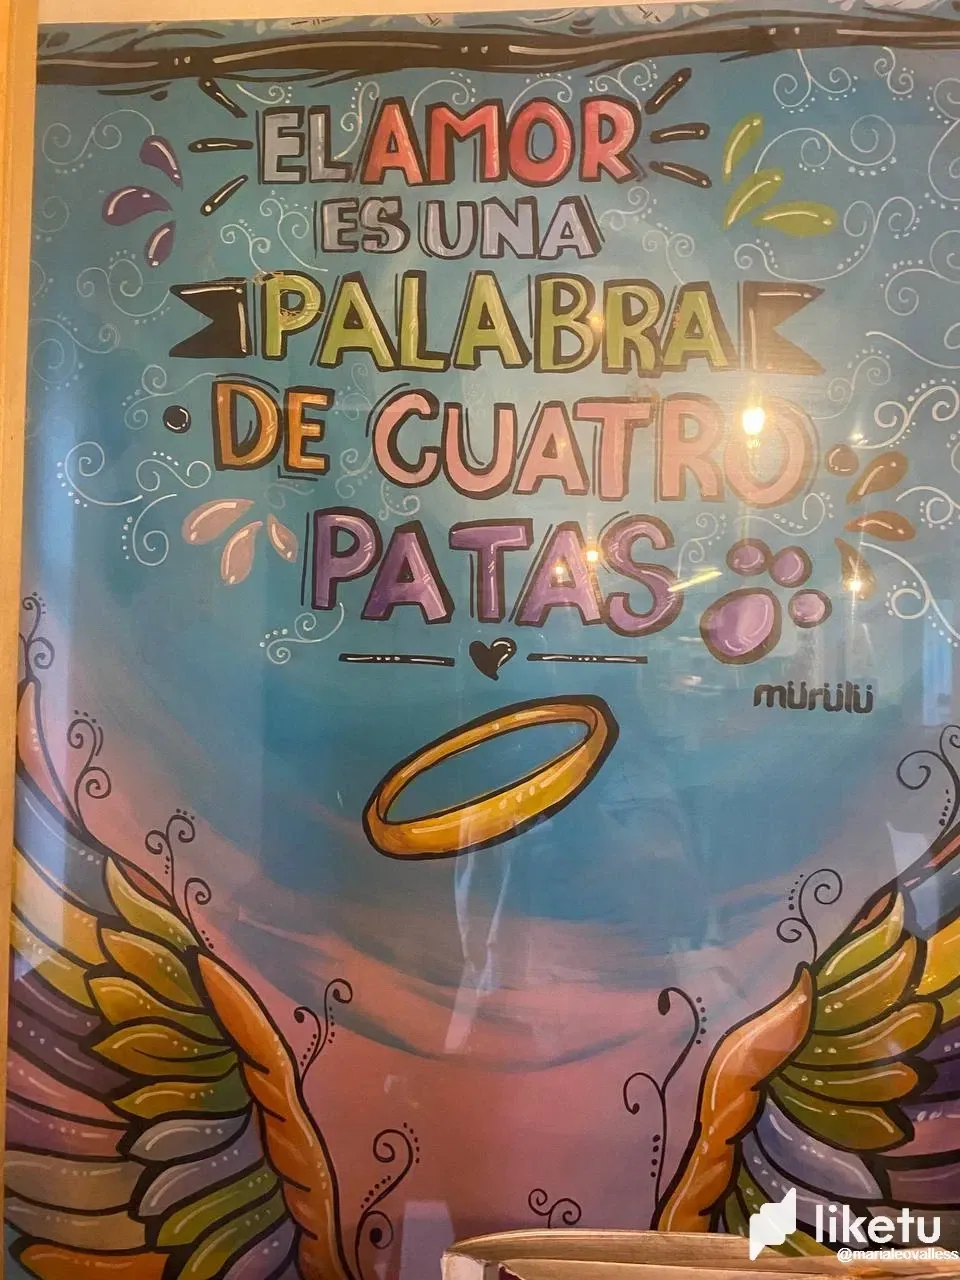 EL AMOR
ES UNA
PALABRA
DE CUATRO
PATAS
mürülü
liketu
@marialeovalless